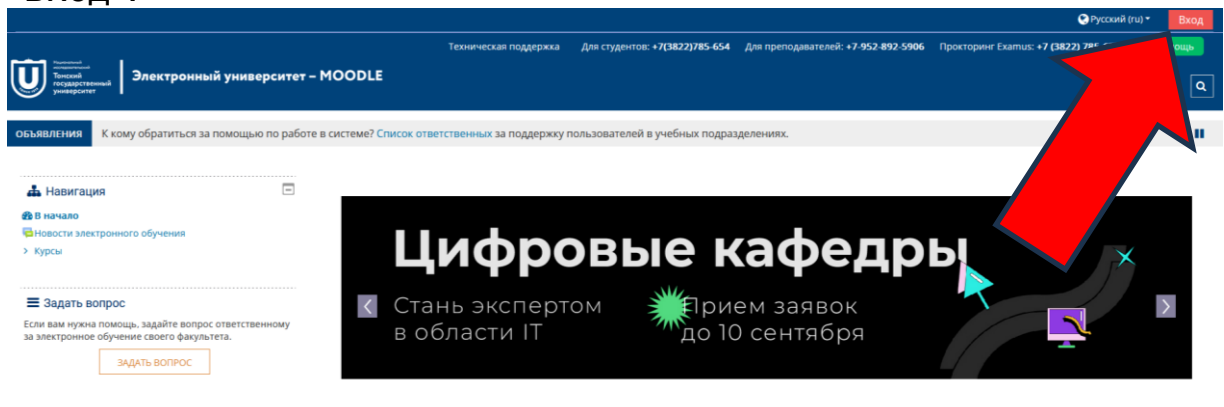 Русский (ru)
Вход
Техническая поддержка
Для студентов: +7(3822)785-654
Для преподавателей: +7-952-892-5906
Прокторинг Examus: +7 (3822)
Томский
государственный
университет
Электронный университет – MOODLE
ОБЪЯВЛЕНИЯ
К кому обратиться за помощью по работе в системе? Список ответственных за поддержку пользователей в учебных подразделениях.
Навигация
В начало
Новости электронного обучения
Курсы
Задать вопрос
Если вам нужна помощь, задайте вопрос ответственному
за электронное обучение своего факультета.
ЗАДАТЬ ВОПРОС
Цифровые кафедры
Стань экспертом
в области IT
Прием заявок
до 10 сентября